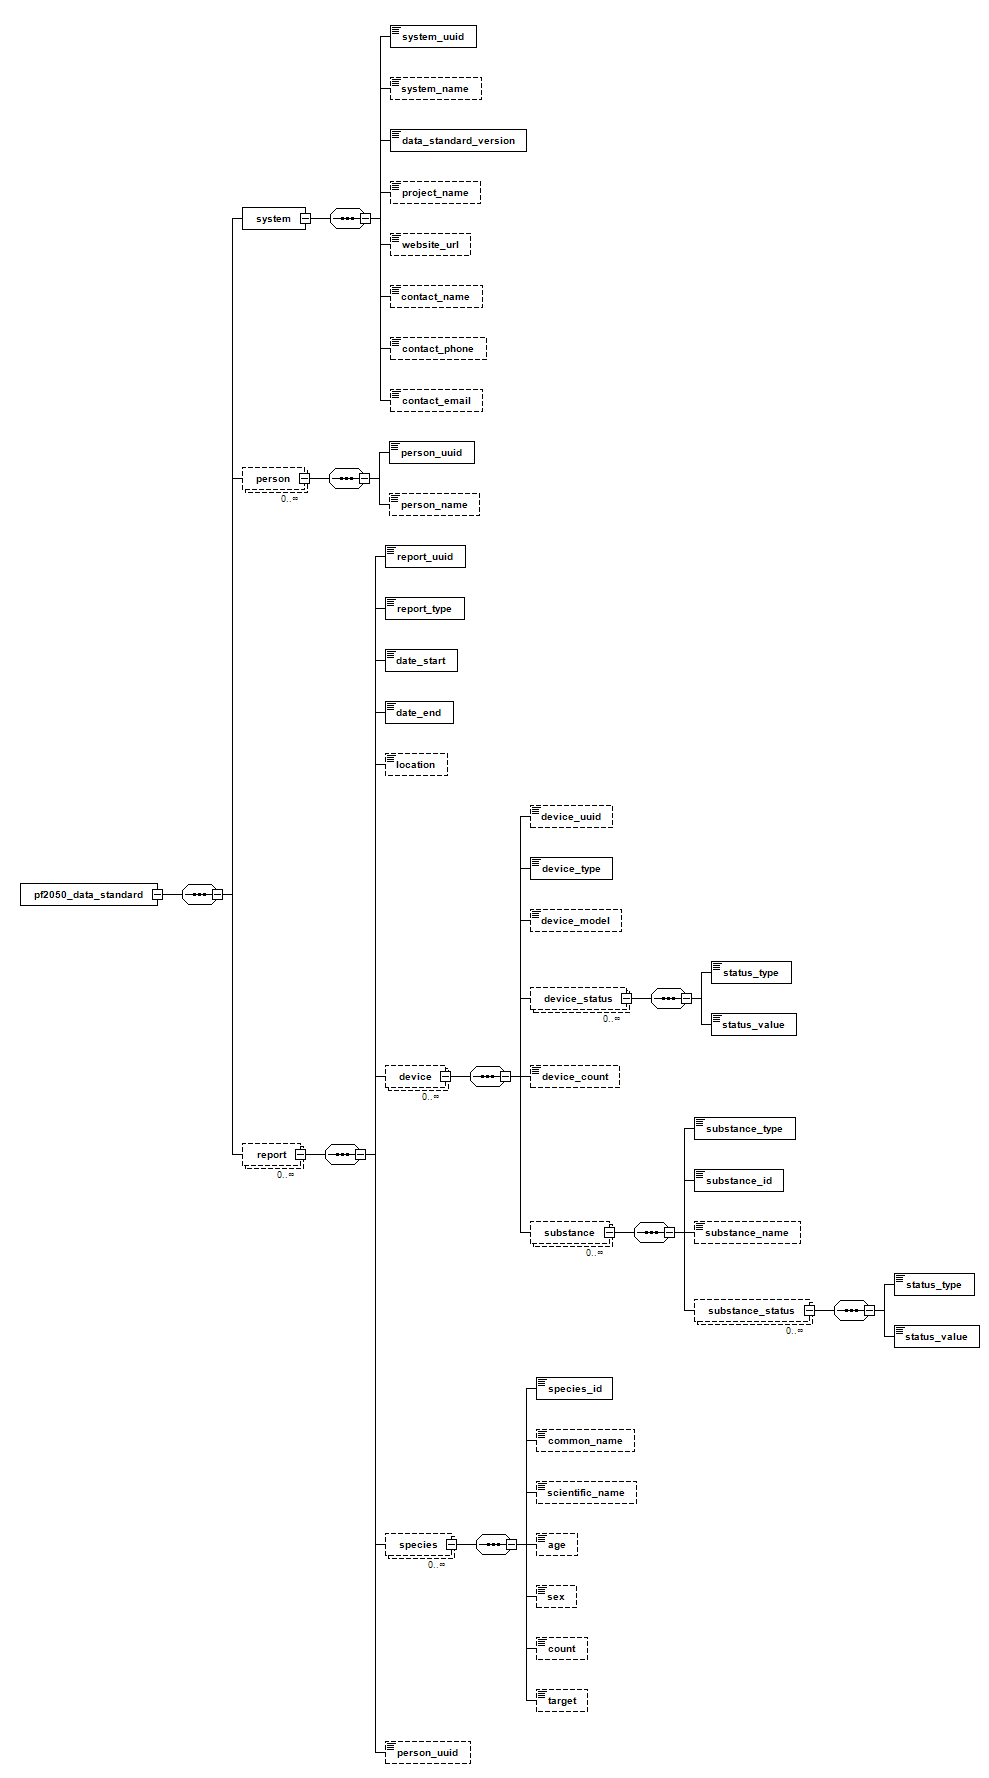 system_uuid
system_name
data_standard_version
project_name
system
website_url
contact_name
contact_phone
contact_email
person_uuid
person
0..∞
person_name
report_uuid
report_type
date_start
date_end
location
device_uuid
device_type
pf2050_data_standard
device_model
status_type
device_status
0..∞
status_value
device
0..∞
device_count
substance_type
report
0..∞
substance_id
substance
0..∞
substance_name
status_type
substance_status
0..∞
status_value
species_id
common_name
scientific_name
species
0..∞
age
sex
count
target
person_uuid